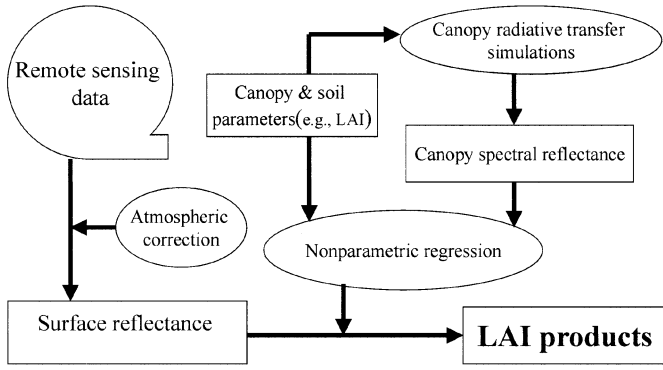 Remote sensing
data
Canopy radiative transfer
simulations
Canopy & soil
parameters(e.g., LAI)
Canopy spectral reflectance
Atmospheric
correction
Nonparametric regression
Surface reflectance
LAI products